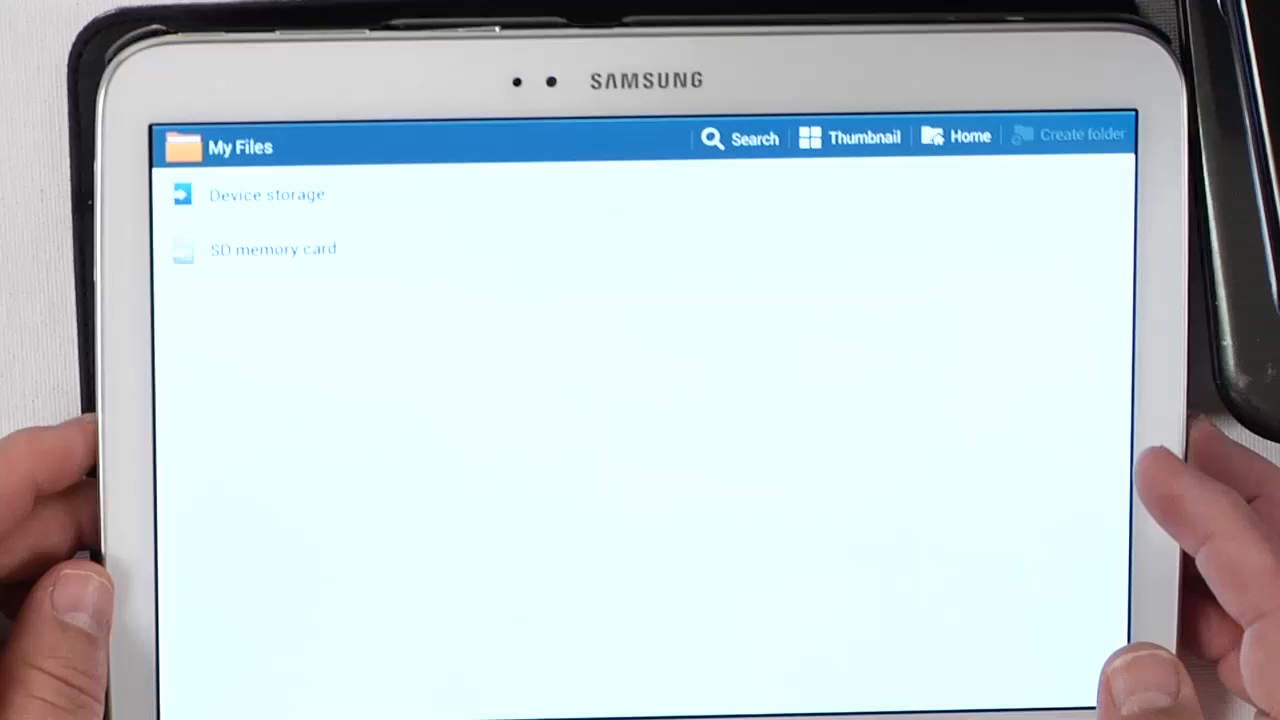 SAMSUNG
My Files Search Thumbnail Home Create folder
Device storage
SD memory card